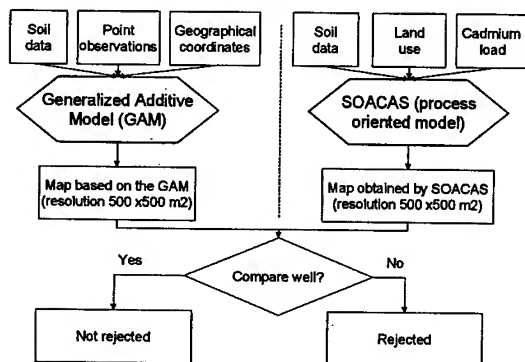 Soil
data
Point
observations
Geographical
coordinates
Soil
data
Land
use
Cadmium
load
Generalized Additive
Model (GAM)
SOACAS (process
oriented model)
Map based on the GAM
(resolution 500 x500 m2)
Map obtained by SOACAS
(resolution 500 x500 m2)
Yes
Compare well?
No
Not rejected
Rejected